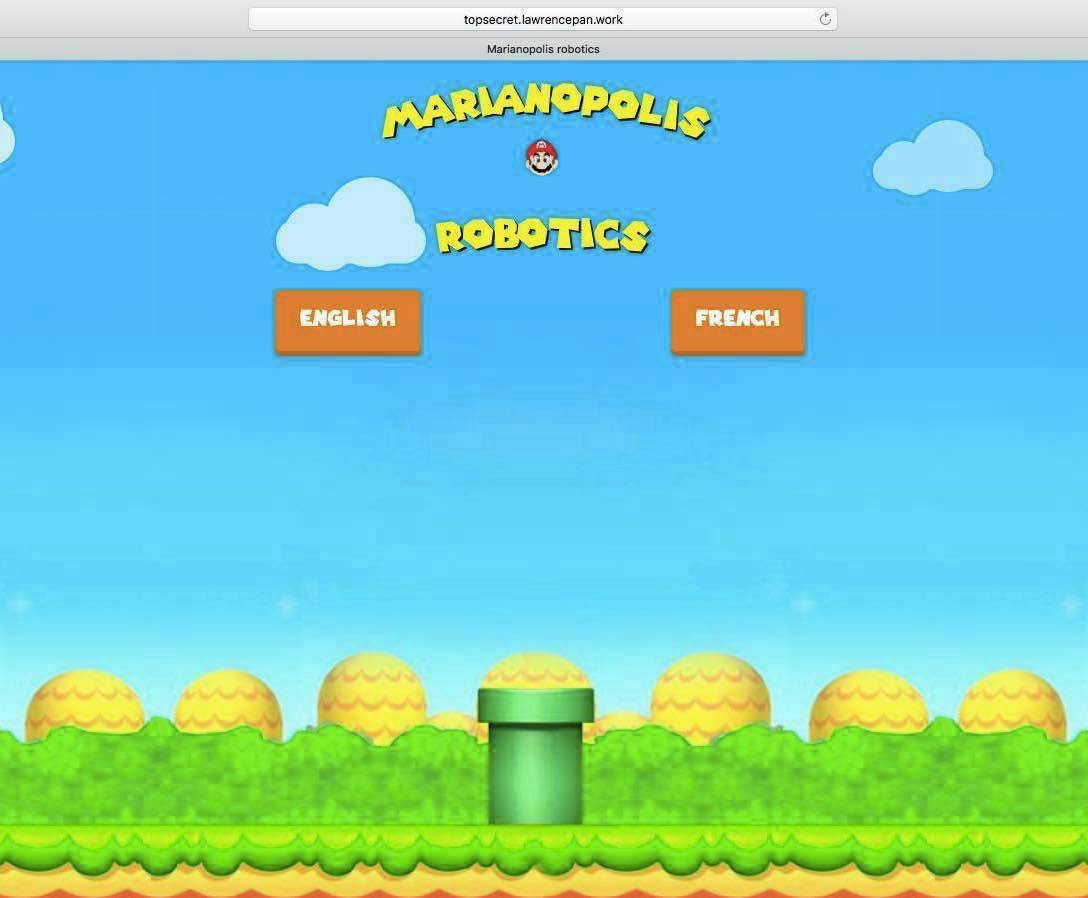 topsecret.lawrencepan.work
Marianopolis robotics
MARIANOPOLIS
ROBOTICS
ENGLISH
FRENCH